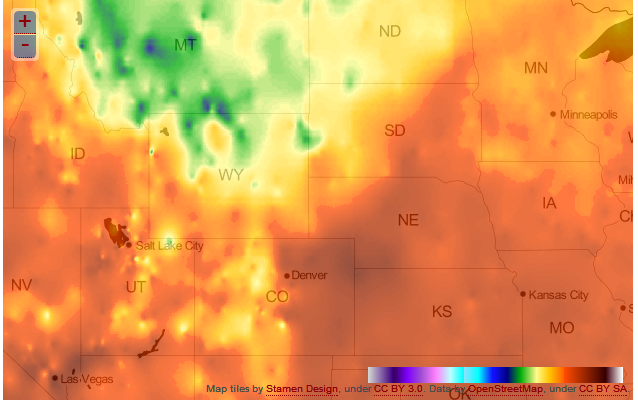 +
-
MT
ND
MN
Minneapolis
SD
ID
WY
IA
NE
Salt Lake City
Denver
NV
UT
CO
Kansas City
KS
MO
Las Vegas
Map tiles by Stamen Design, under CC BY 3.0. Data by OpenStreetMap, under CC BY SA.
OK